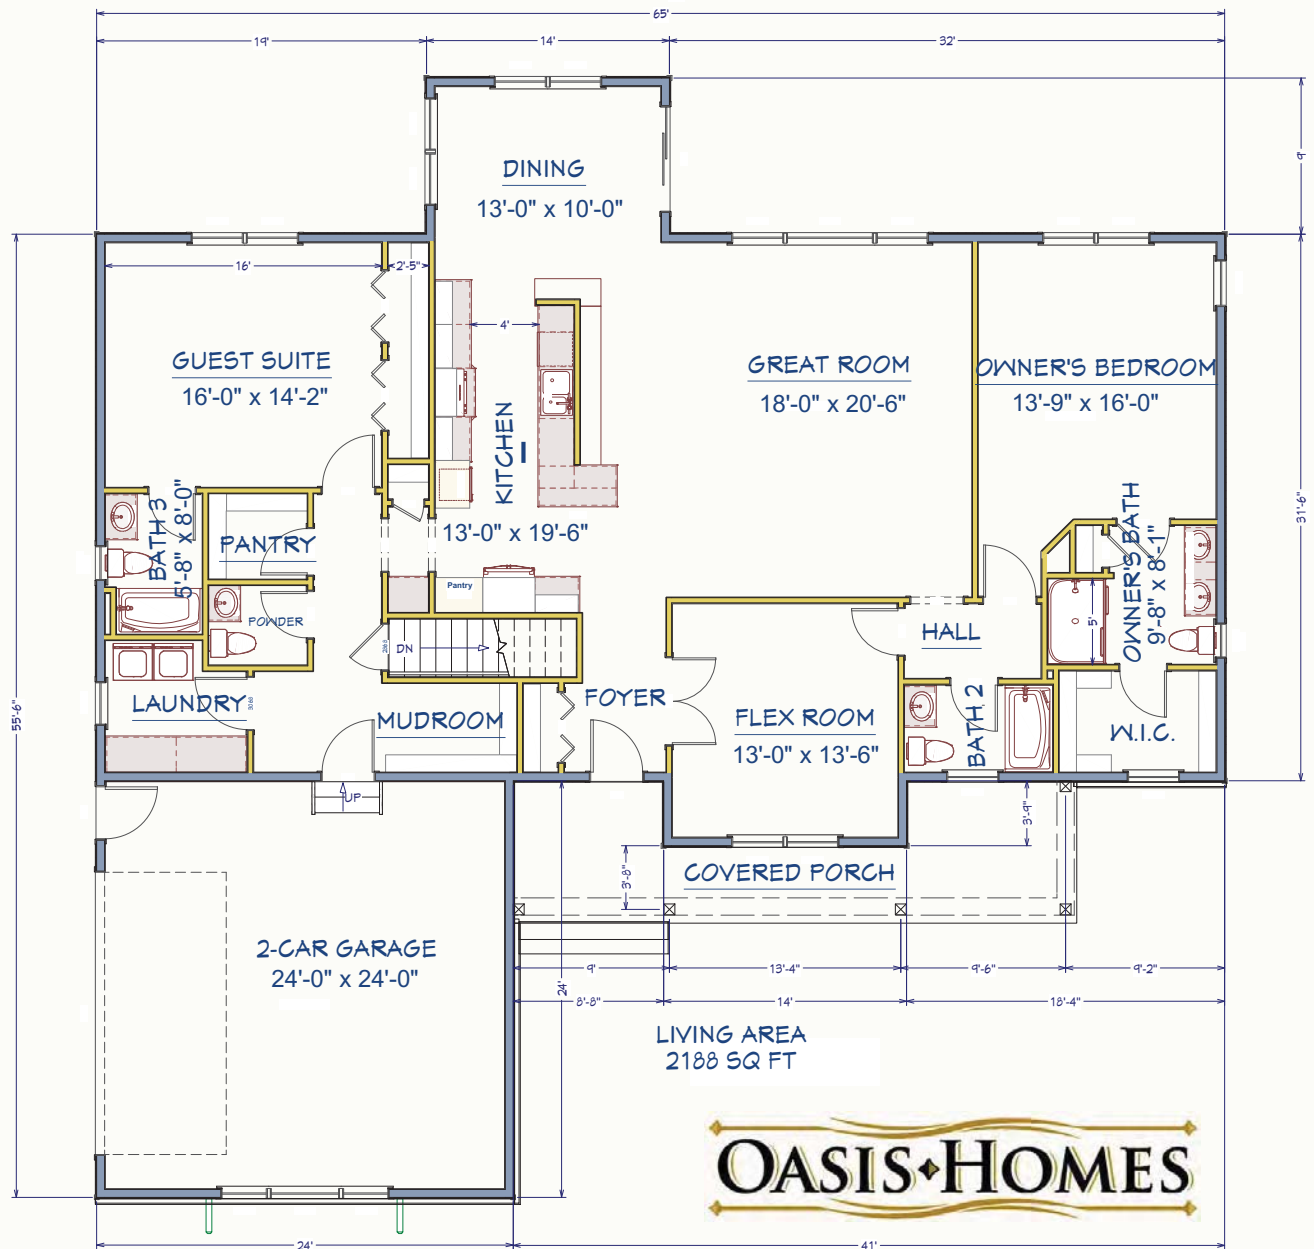 65'
19'
14'
32'
9'
DINING
13'-0" x 10'-0"
16'
2'-5"
4'
GUEST SUITE
16'-0" x 14'-2"
GREAT ROOM
18'-0" x 20'-6"
OWNER'S BEDROOM
13'-9" x 16'-0"
KITCHEN
13'-0" x 19'-6"
BATH 3
5'-8" x 8'-0"
PANTRY
Pantry
POWDER
OWNER'S BATH
9'-8" x 8'-1"
5'
31'-6"
DN
HALL
LAUNDRY
MUDROOM
FOYER
FLEX ROOM
13'-0" x 13'-6"
BATH 2
W.I.C.
55'-6"
UP
3'-9"
3'-8"
COVERED PORCH
2-CAR GARAGE
24'-0" x 24'-0"
9'
13'-4"
9'-6"
9'-2"
24'
8'-8"
14'
18'-4"
LIVING AREA
2188 SQ FT
OASIS HOMES
24'
41'